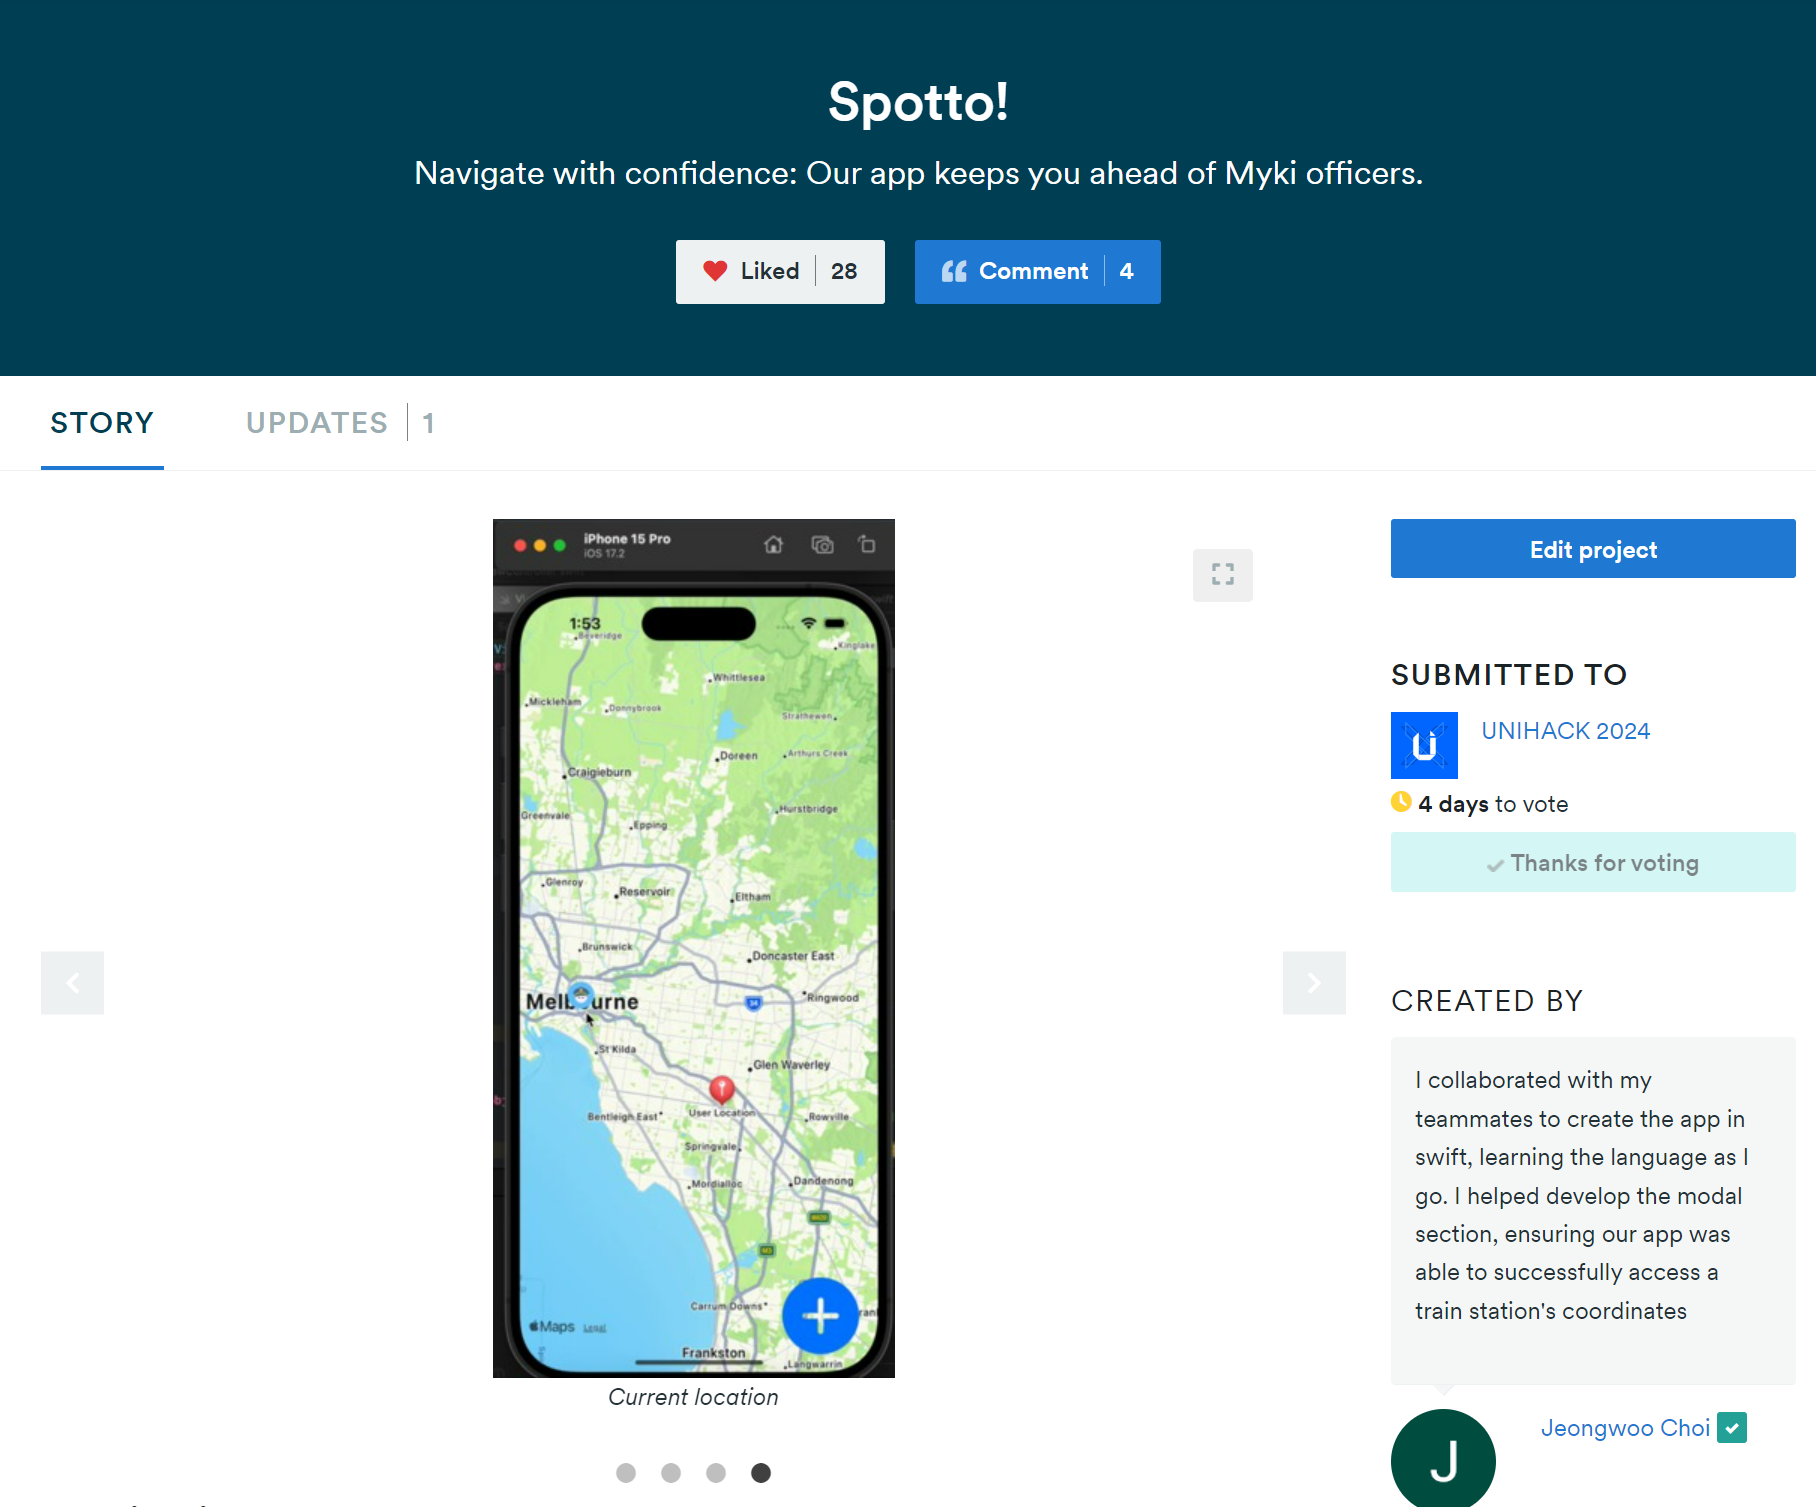 Spotto!
Navigate with confidence: Our app keeps you ahead of Myki officers.
Liked | 28
Comment | 4
STORY
UPDATES | 1
iPhone 15 Pro
iOS 17.2
1:53
Beveridge
Kinglake
Whittlesea
Mickleham
Donnybrook
Strathewen
Doreen
Arthurs Creek
Craigieburn
Hurstbridge
Greenvale
Epping
Glenroy
Reservoir
Eltham
Brunswick
Doncaster East
Melb urne
Ringwood
St Kilda
Glen Waverley
User Location
Bentleigh East
Rowville
Springvale
Mordialloc
Dandenong
M3
Carrum Downs
Maps Legal
Frankston
Langwarrin
Current location
Edit project
SUBMITTED TO
UNIHACK 2024
4 days to vote
Thanks for voting
CREATED BY
I collaborated with my
teammates to create the app in
swift, learning the language as I
go. I helped develop the modal
section, ensuring our app was
able to successfully access a
train station's coordinates
J
Jeongwoo Choi